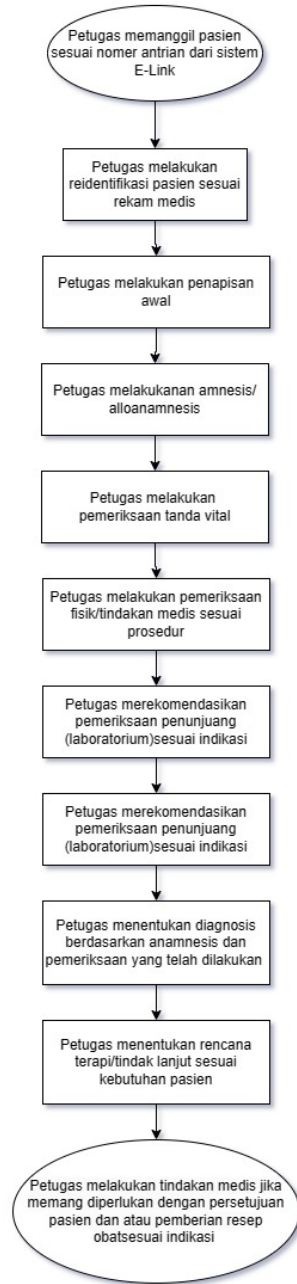 Petugas memanggil pasien
sesuai nomer antrian dari sistem
E-Link
Petugas melakukan
reidentifikasi pasien sesuai
rekam medis
Petugas melakukan penapisan
awal
Petugas melakukanan amnesis/
alloanamnesis
Petugas melakukan
pemeriksaan tanda vital
Petugas melakukan pemeriksaan
fisik/tindakan medis sesuai
prosedur
Petugas merekomendasikan
pemeriksaan penunjuang
(laboratorium)sesuai indikasi
Petugas merekomendasikan
pemeriksaan penunjuang
(laboratorium)sesuai indikasi
Petugas menentukan diagnosis
berdasarkan anamnesis dan
pemeriksaan yang telah dilakukan
Petugas menentukan rencana
terapi/tindak lanjut sesuai
kebutuhan pasien
Petugas melakukan tindakan medis jika
memang diperlukan dengan persetujuan
pasien dan atau pemberian resep
obatsesuai indikasi